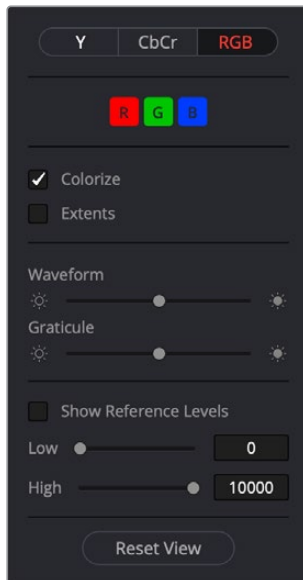 Y CbCr RGB
R G B
Colorize
Extents
Waveform
Graticule
Show Reference Levels
Low 0
High 10000
Reset View